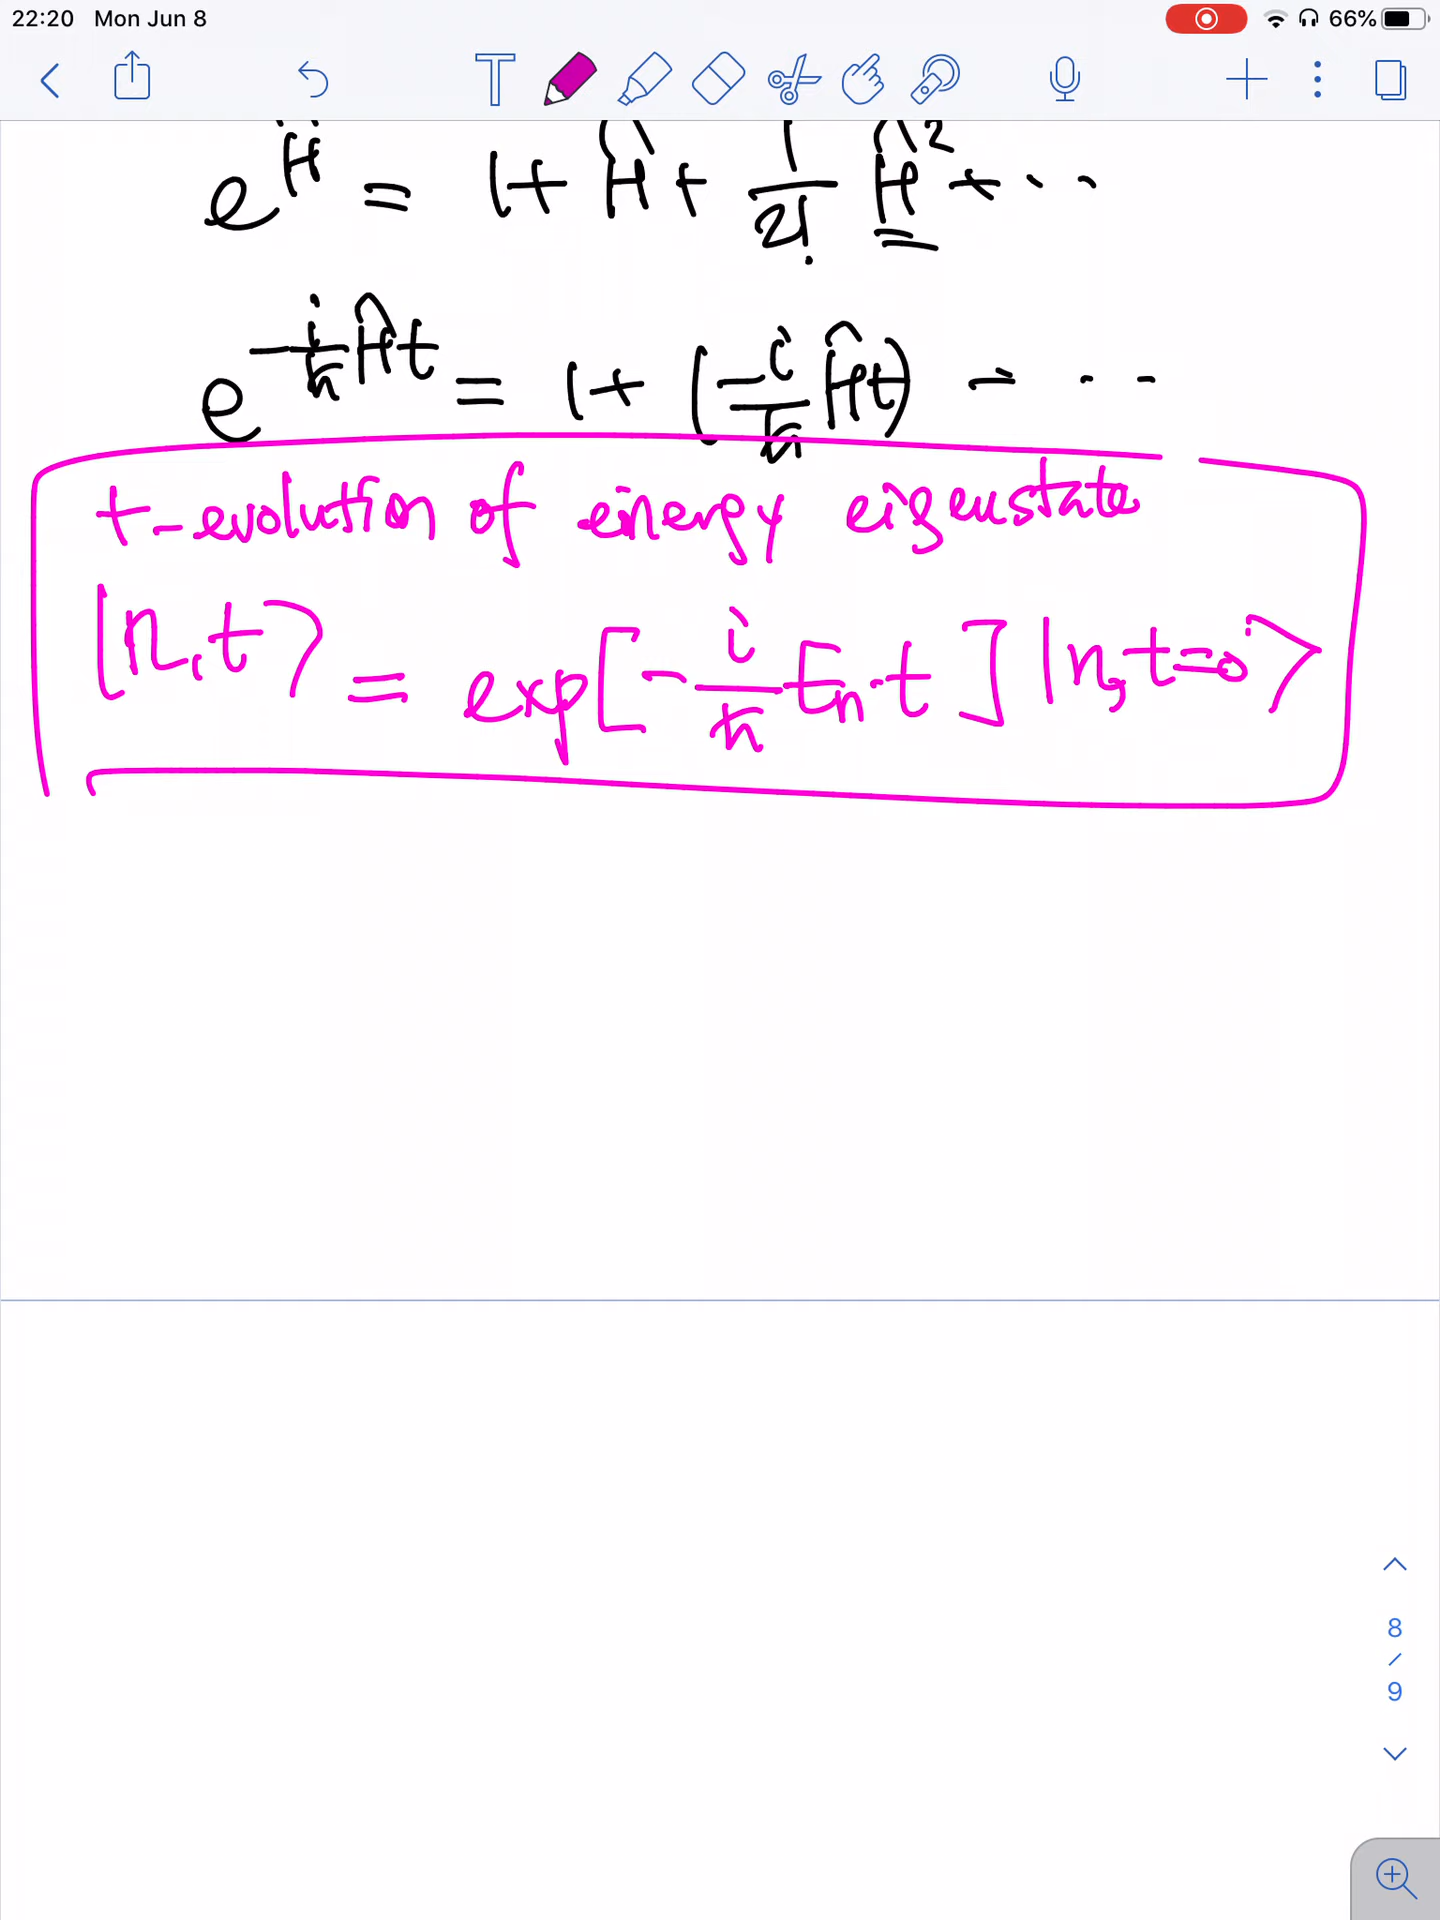 22:20 Mon Jun 8 66%
T
e^Ĥ = 1 + Ĥ + 1/2! Ĥ² + ...
e^(-i/ħ Ĥt) = 1 + (-i/ħ Ĥt) - ...
t-evolution of energy eigenstate
|n,t⟩ = exp[-i/ħ En·t] |n, t=0⟩
8
/
9